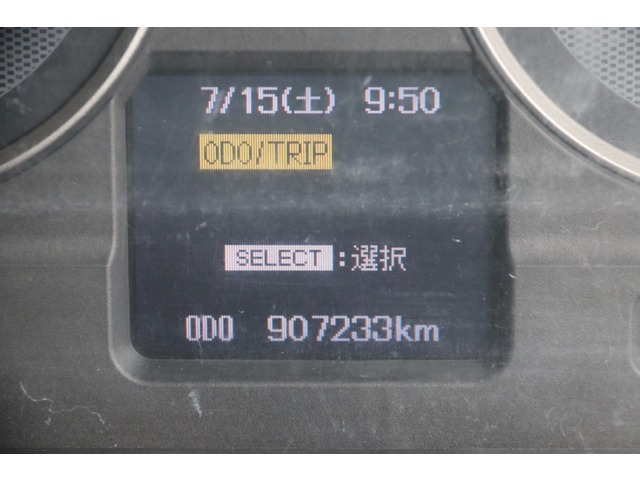 7/15(土) 9:50
ODO/TRIP
SELECT:選択
ODO 907233km